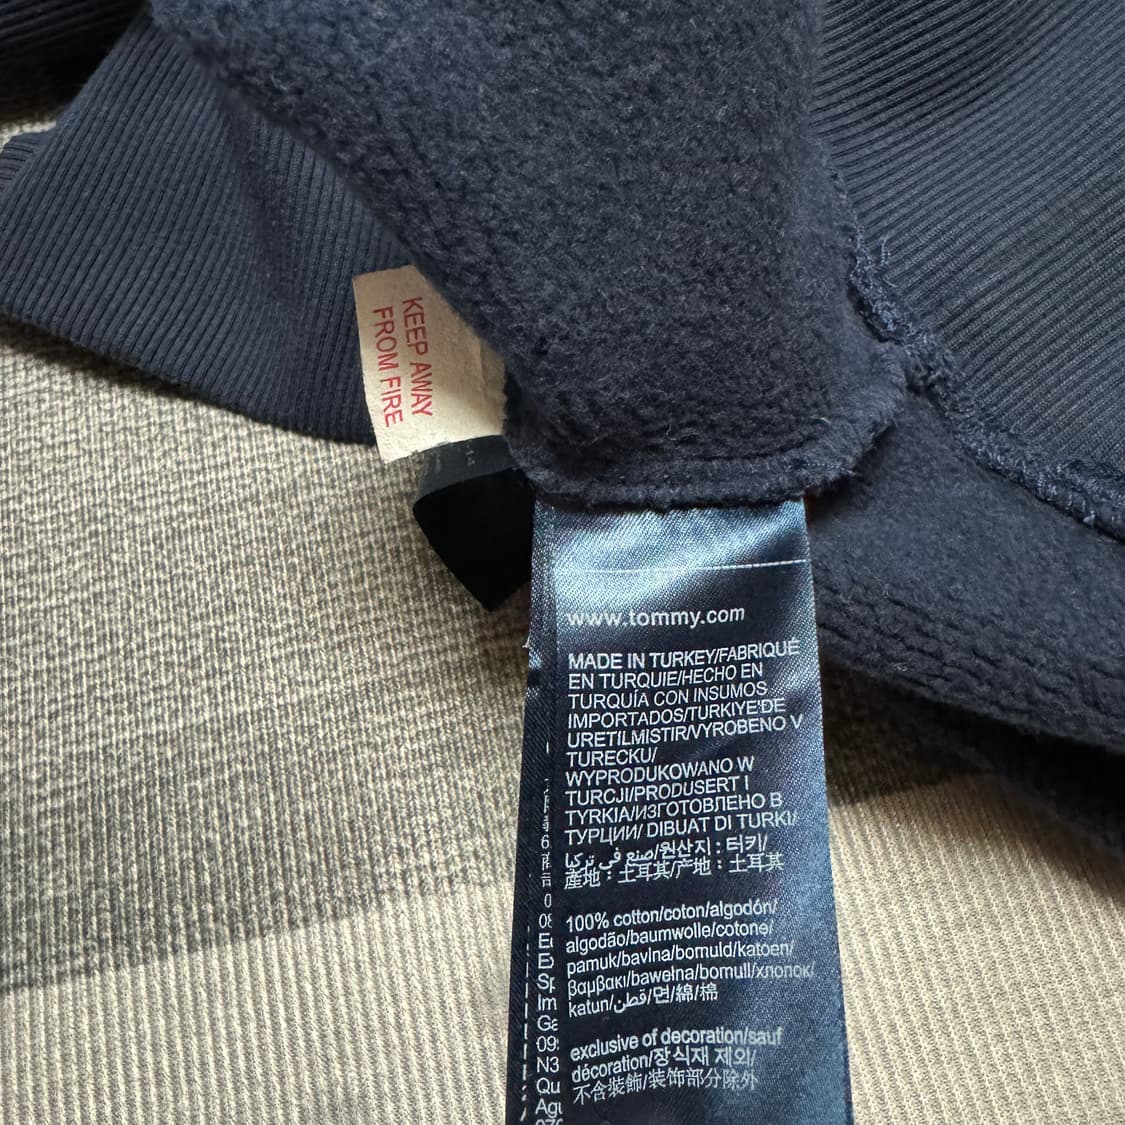 KEEP AWAY
FROM FIRE
www.tommy.com
MADE IN TURKEY/FABRIQUÉ
EN TURQUIE/HECHO EN
TURQUÍA CON INSUMOS
IMPORTADOS/TURKIYE'DE
URETILMISTIR/VYROBENO V
TURECKU/
WYPRODUKOWANO W
TURCJI/PRODUSERT I
TYRKIA/ИЗГОТОВЛЕНО В
ТУРЦИИ/ DIBUAT DI TURKI/
صنع في تركيا/원산지 : 터키/
產地 : 土耳其/产地 : 土耳其
100% cotton/coton/algodón/
algodão/baumwolle/cotone/
pamuk/bavlna/bomuld/katoen/
βαμβακι/bawełna/bomull/хлопок/
katun/قطن/면/綿/棉
exclusive of decoration/sauf
décoration/장식재 제외/
不含裝飾/装饰部分除外